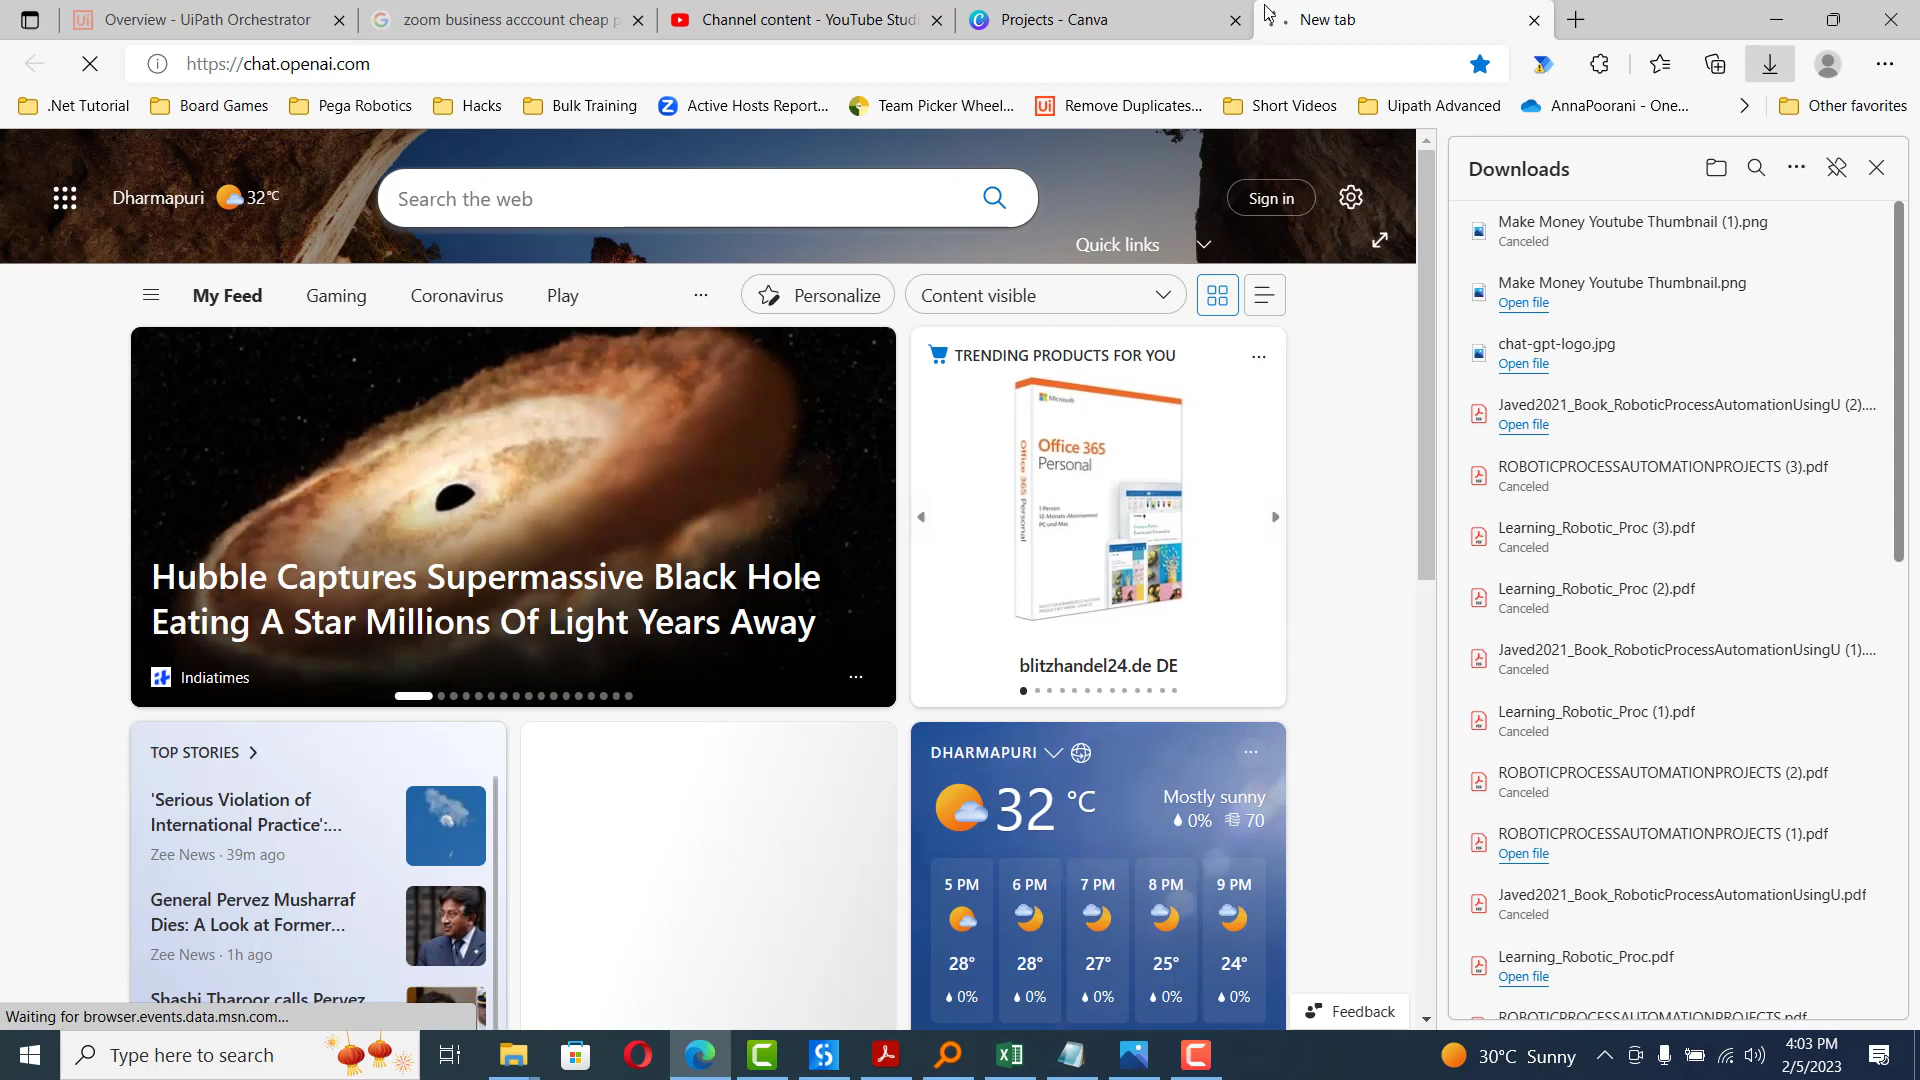 Overview - UiPath Orchestrator
zoom business acccount cheap p
Channel content - YouTube Stud
Projects - Canva
New tab
https://chat.openai.com
.Net Tutorial
Board Games
Pega Robotics
Hacks
Bulk Training
Active Hosts Report...
Team Picker Wheel...
Remove Duplicates...
Short Videos
Uipath Advanced
AnnaPoorani - One...
Other favorites
Dharmapuri 32°C
Search the web
Sign in
Quick links
My Feed
Gaming
Coronavirus
Play
Personalize
Content visible
Hubble Captures Supermassive Black Hole
Eating A Star Millions Of Light Years Away
Indiatimes
TRENDING PRODUCTS FOR YOU
Microsoft
Office 365
Personal
Office 365 Personal
blitzhandel24.de DE
TOP STORIES
'Serious Violation of
International Practice':...
Zee News · 39m ago
General Pervez Musharraf
Dies: A Look at Former...
Zee News · 1h ago
Shashi Tharoor calls Pervez
DHARMAPURI
32 °C
Mostly sunny
0% 70
5 PM 6 PM 7 PM 8 PM 9 PM
28° 28° 27° 25° 24°
0% 0% 0% 0% 0%
Feedback
Waiting for browser.events.data.msn.com...
Downloads
Make Money Youtube Thumbnail (1).png
Canceled
Make Money Youtube Thumbnail.png
Open file
chat-gpt-logo.jpg
Open file
Javed2021_Book_RoboticProcessAutomationUsingU (2)....
Open file
ROBOTICPROCESSAUTOMATIONPROJECTS (3).pdf
Canceled
Learning_Robotic_Proc (3).pdf
Canceled
Learning_Robotic_Proc (2).pdf
Canceled
Javed2021_Book_RoboticProcessAutomationUsingU (1)....
Canceled
Learning_Robotic_Proc (1).pdf
Canceled
ROBOTICPROCESSAUTOMATIONPROJECTS (2).pdf
Canceled
ROBOTICPROCESSAUTOMATIONPROJECTS (1).pdf
Open file
Javed2021_Book_RoboticProcessAutomationUsingU.pdf
Canceled
Learning_Robotic_Proc.pdf
Open file
ROBOTICPROCESSAUTOMATIONPROJECTS.pdf
Type here to search
30°C Sunny
4:03 PM
2/5/2023